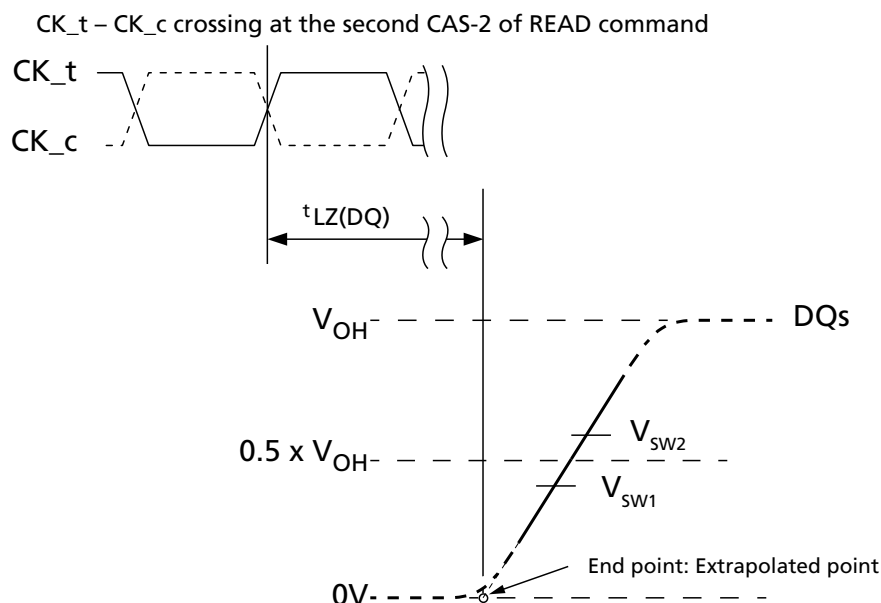 CK_t – CK_c crossing at the second CAS-2 of READ command
CK_t
CK_c
tLZ(DQ)
VOH
DQs
VSW2
0.5 x VOH
VSW1
End point: Extrapolated point
0V